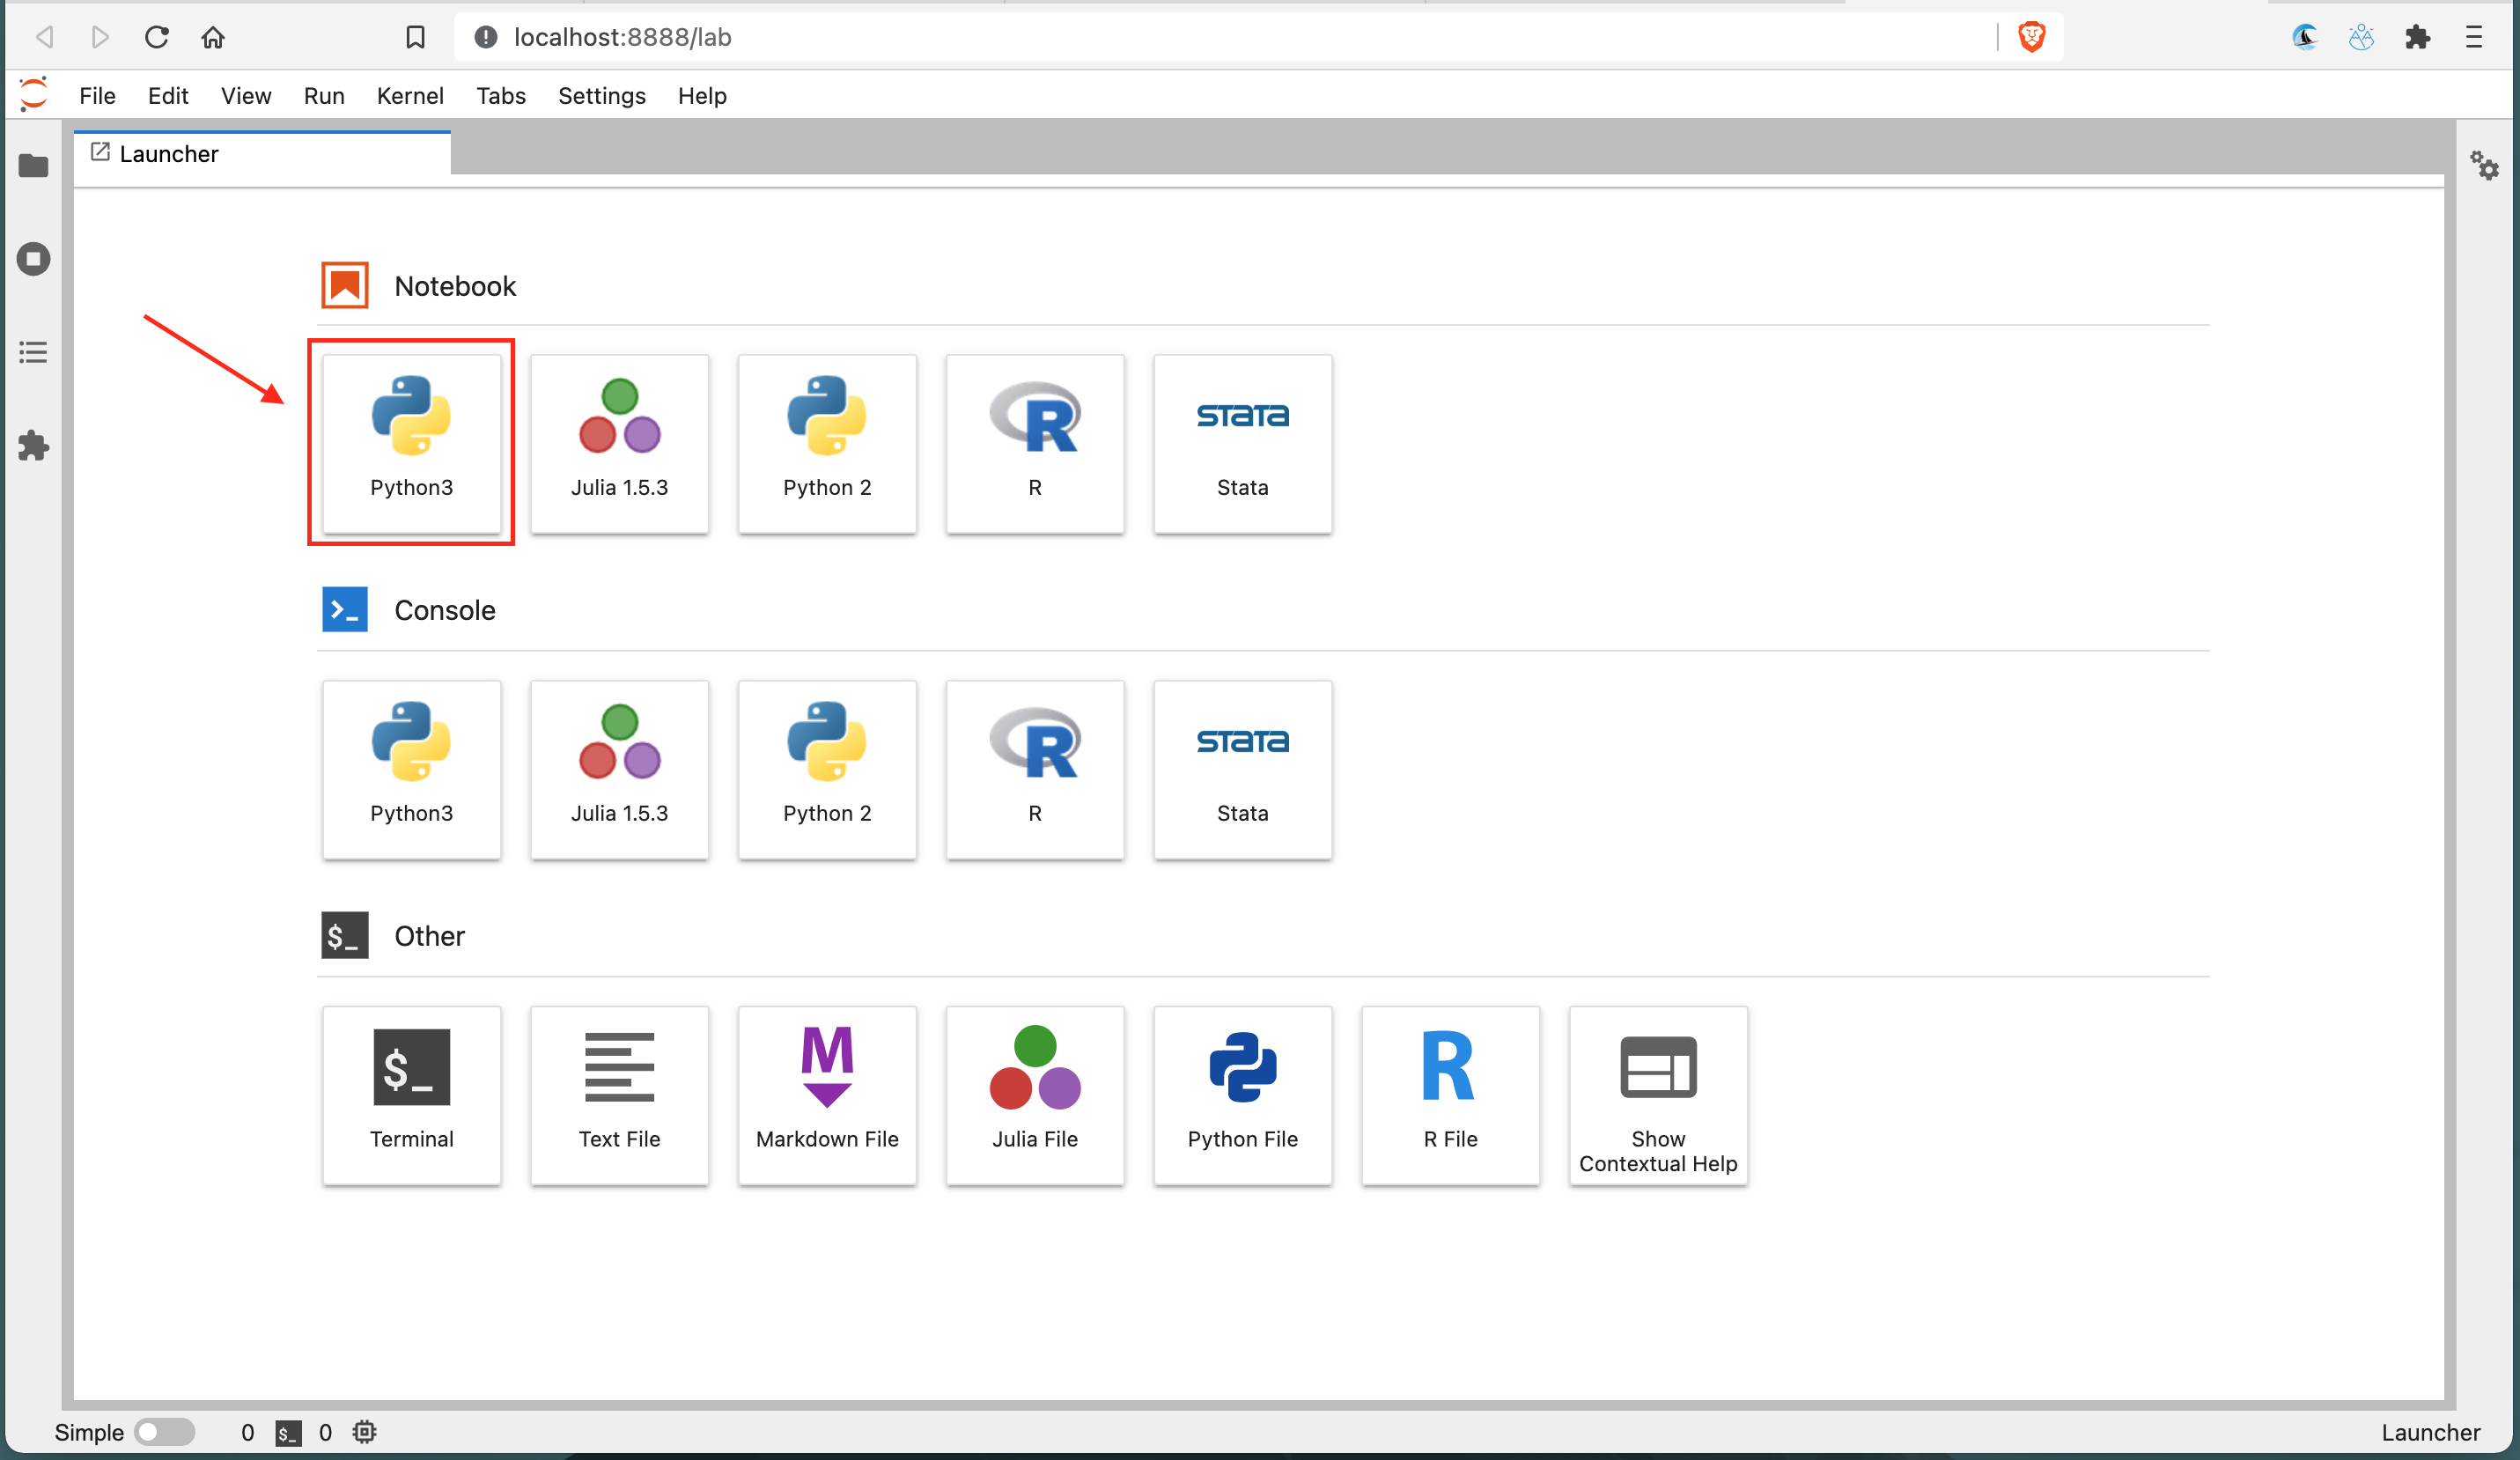 localhost:8888/lab
File Edit View Run Kernel Tabs Settings Help
Launcher
Notebook
Python3 Julia 1.5.3 Python 2 R Stata
Console
Python3 Julia 1.5.3 Python 2 R Stata
$_ Other
Terminal Text File Markdown File Julia File Python File R File Show
Contextual Help
Simple 0 $_ 0 Launcher